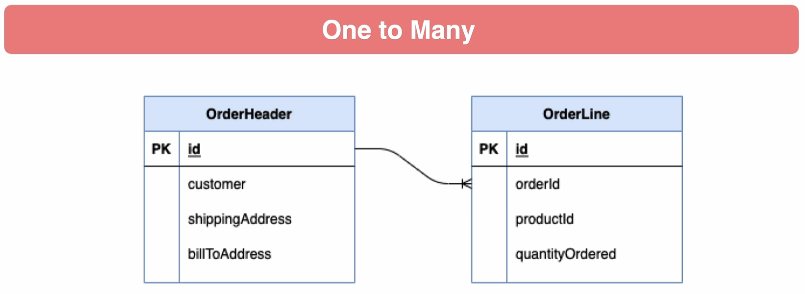 One to Many
OrderHeader
PK id
customer
shippingAddress
billToAddress
OrderLine
PK id
orderId
productId
quantityOrdered